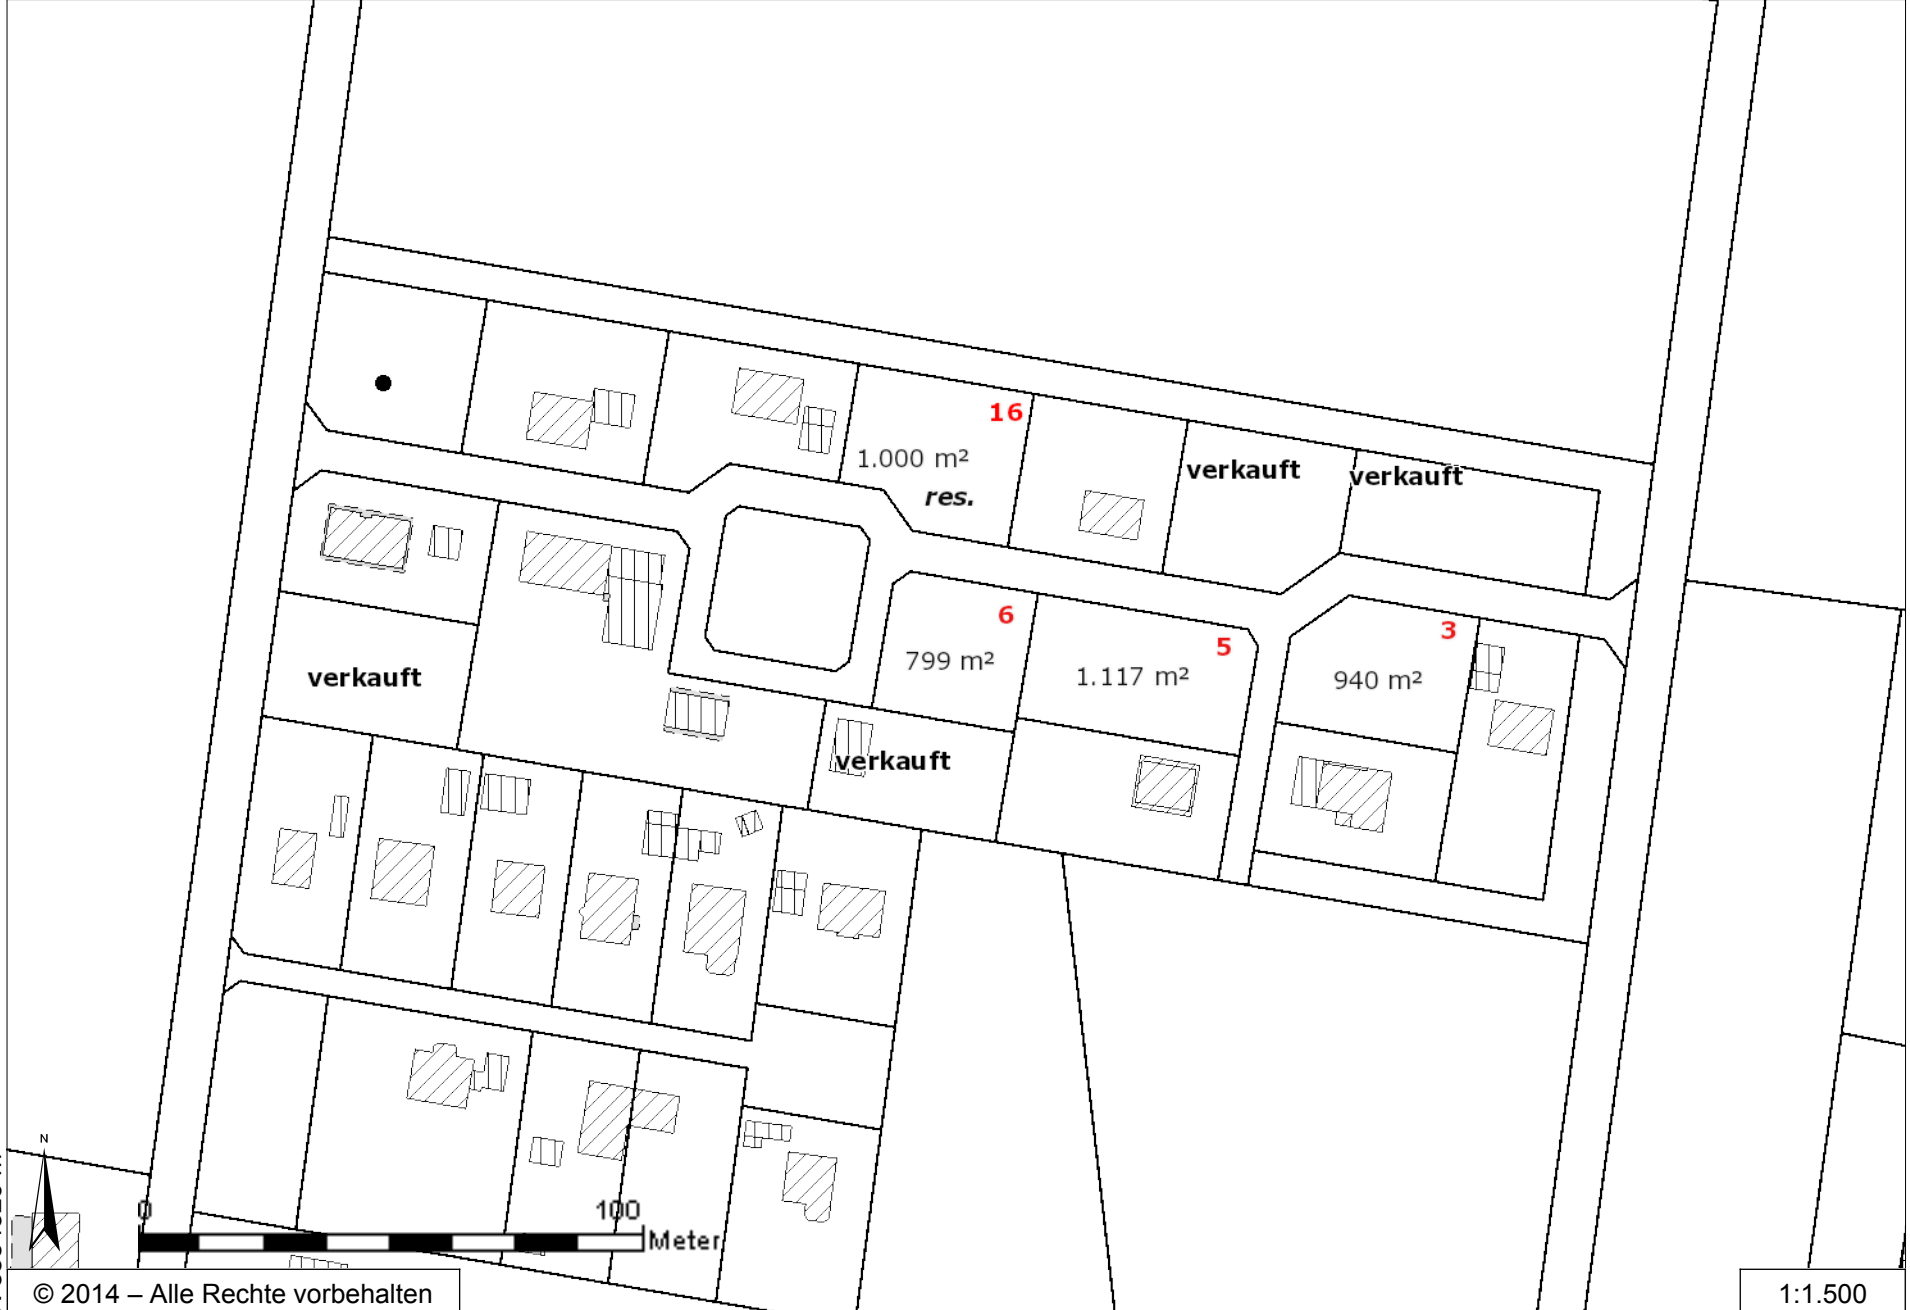 16
1.000 m²
res.
verkauft
verkauft
6
799 m²
5
1.117 m²
3
940 m²
verkauft
verkauft
N
0
100
Meter
© 2014 – Alle Rechte vorbehalten
1:1.500